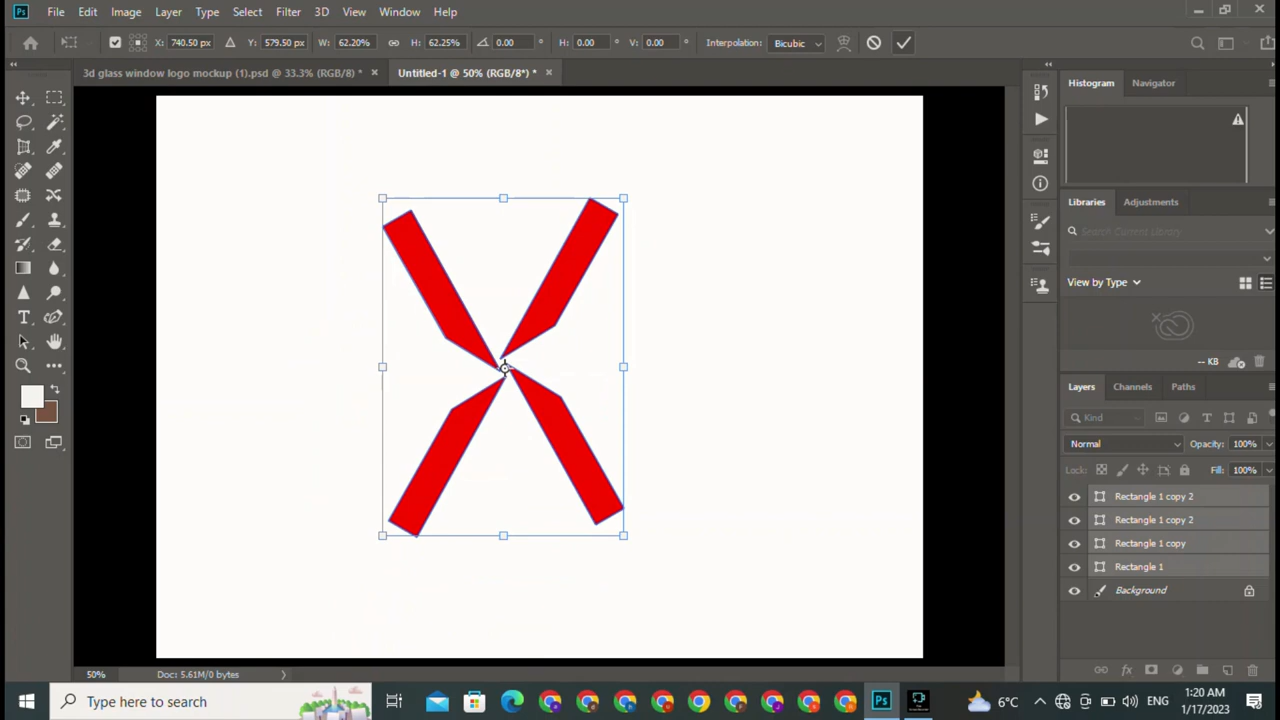 Ps File Edit Image Layer Type Select Filter 3D View Window Help
X: 740.50 px Y: 579.50 px W: 62.20% H: 62.25% 0.00 ° H: 0.00 ° V: 0.00 ° Interpolation: Bicubic
3d glass window logo mockup (1).psd @ 33.3% (RGB/8) * × Untitled-1 @ 50% (RGB/8*) * ×
Histogram Navigator
Libraries Adjustments
Search Current Library
View by Type
-- KB
Layers Channels Paths
Kind
Normal Opacity: 100%
Lock: Fill: 100%
Rectangle 1 copy 2
Rectangle 1 copy 2
Rectangle 1 copy
Rectangle 1
Background
50% Doc: 5.61M/0 bytes
Type here to search
Ps
6°C ENG
1:20 AM
1/17/2023